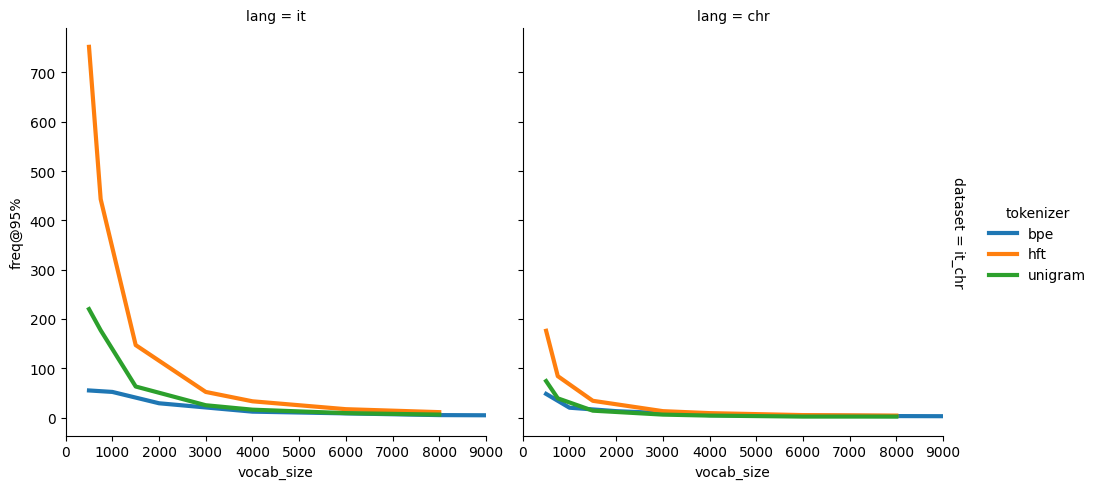 lang = it
lang = chr
freq@95%
700
600
500
400
300
200
100
0
0 1000 2000 3000 4000 5000 6000 7000 8000 9000
vocab_size
0 1000 2000 3000 4000 5000 6000 7000 8000 9000
vocab_size
dataset = it_chr
tokenizer
bpe
hft
unigram